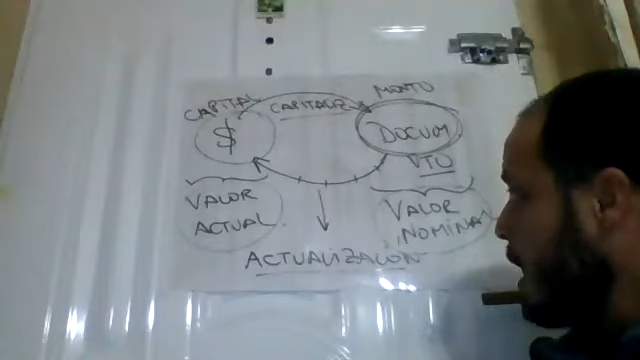 CAPITAL
CAPITALIZ
MONTO
$
DOCUM
VTO
VALOR
ACTUAL
VALOR
NOMINAL
ACTUALIZACION